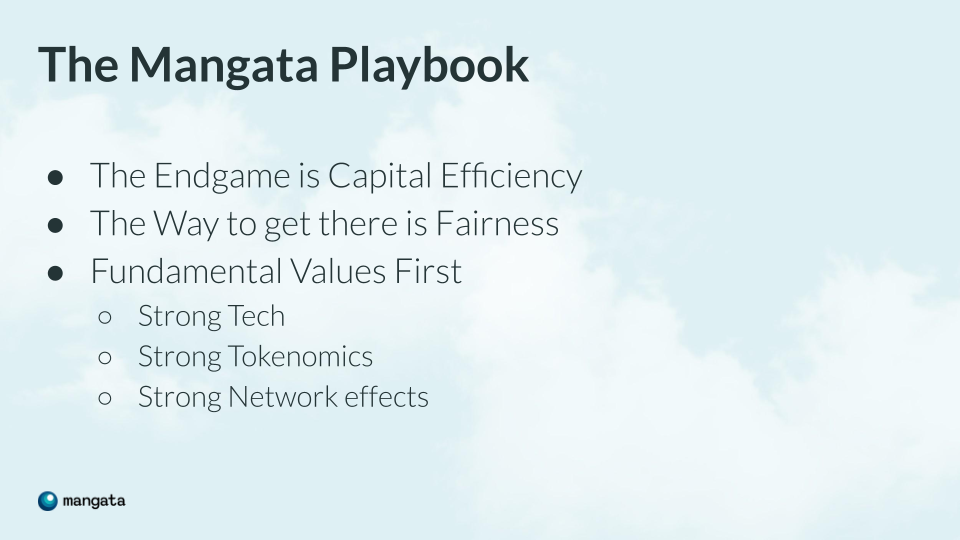 The Mangata Playbook
● The Endgame is Capital Efficiency
● The Way to get there is Fairness
● Fundamental Values First
○ Strong Tech
○ Strong Tokenomics
○ Strong Network effects
mangata